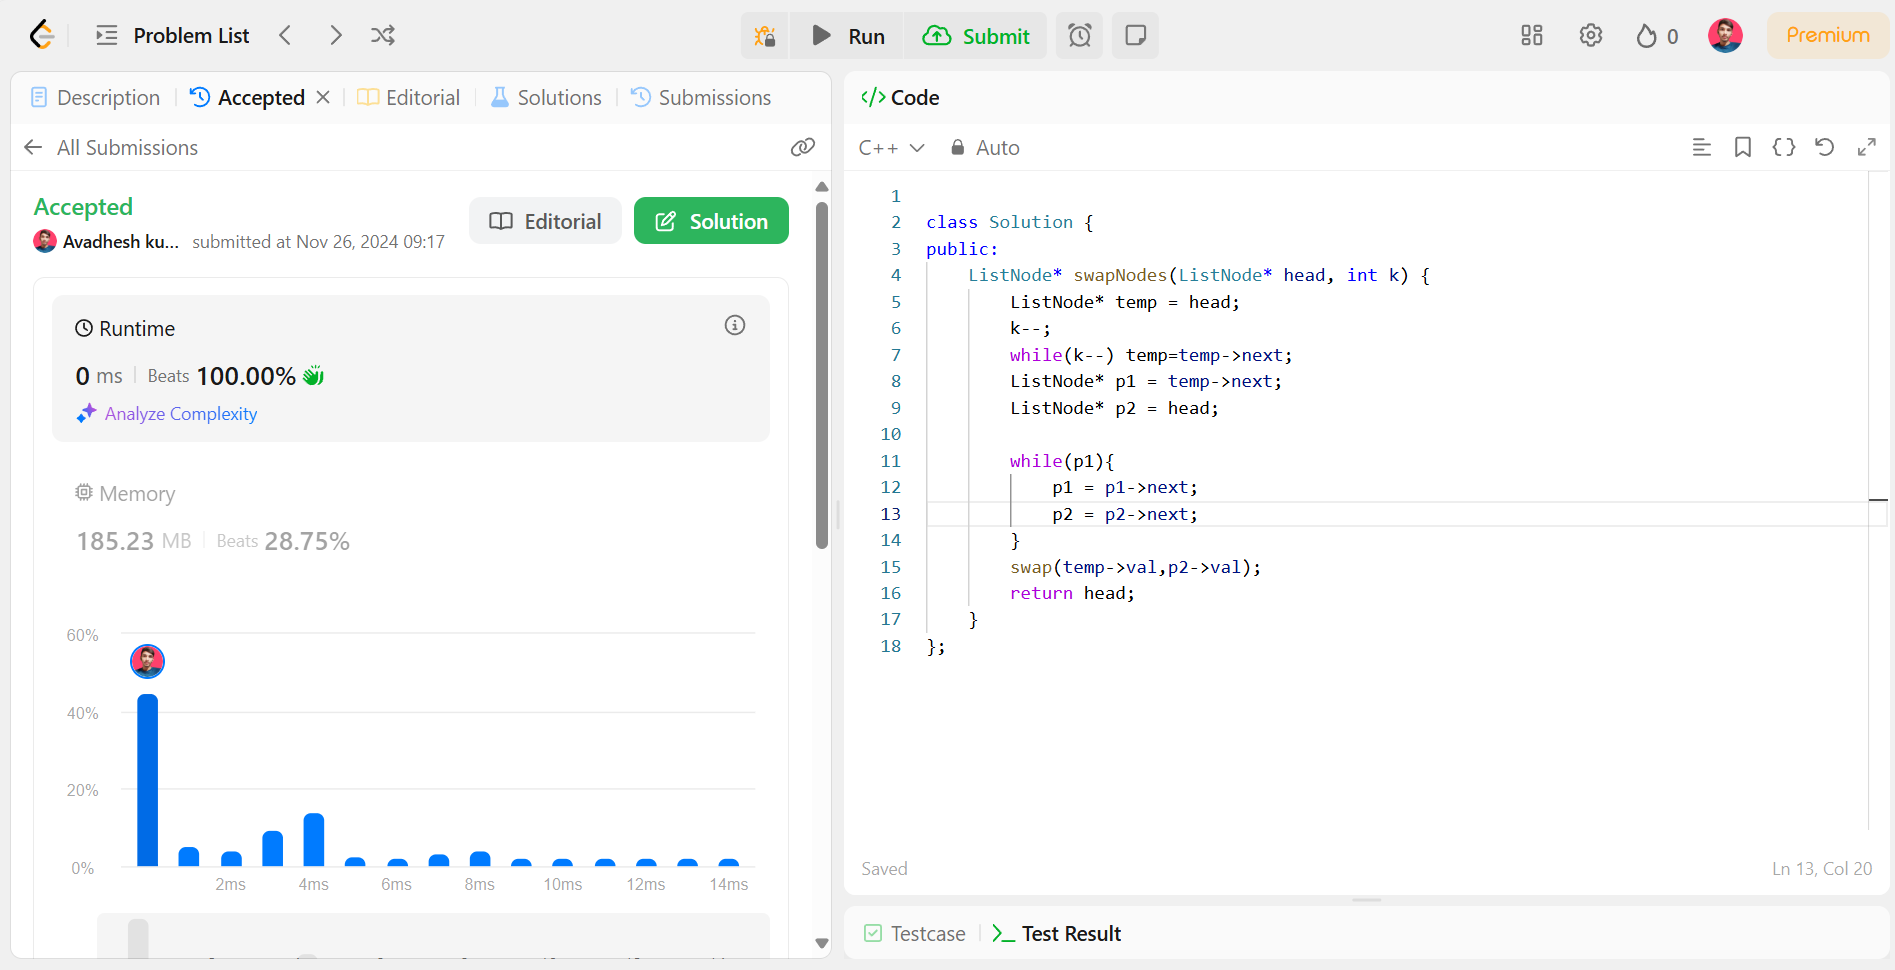 Problem List
Run
Submit
0
Premium
Description
Accepted
Editorial
Solutions
Submissions
All Submissions
Accepted
Editorial
Solution
Avadhesh ku... submitted at Nov 26, 2024 09:17
Runtime
0 ms Beats 100.00%
Analyze Complexity
Memory
185.23 MB Beats 28.75%
60%
40%
20%
0%
2ms 4ms 6ms 8ms 10ms 12ms 14ms
</> Code
C++ Auto
1
2 class Solution {
3 public:
4     ListNode* swapNodes(ListNode* head, int k) {
5         ListNode* temp = head;
6         k--;
7         while(k--) temp=temp->next;
8         ListNode* p1 = temp->next;
9         ListNode* p2 = head;
10
11         while(p1){
12             p1 = p1->next;
13             p2 = p2->next;
14         }
15         swap(temp->val,p2->val);
16         return head;
17     }
18 };
Saved
Ln 13, Col 20
Testcase
Test Result